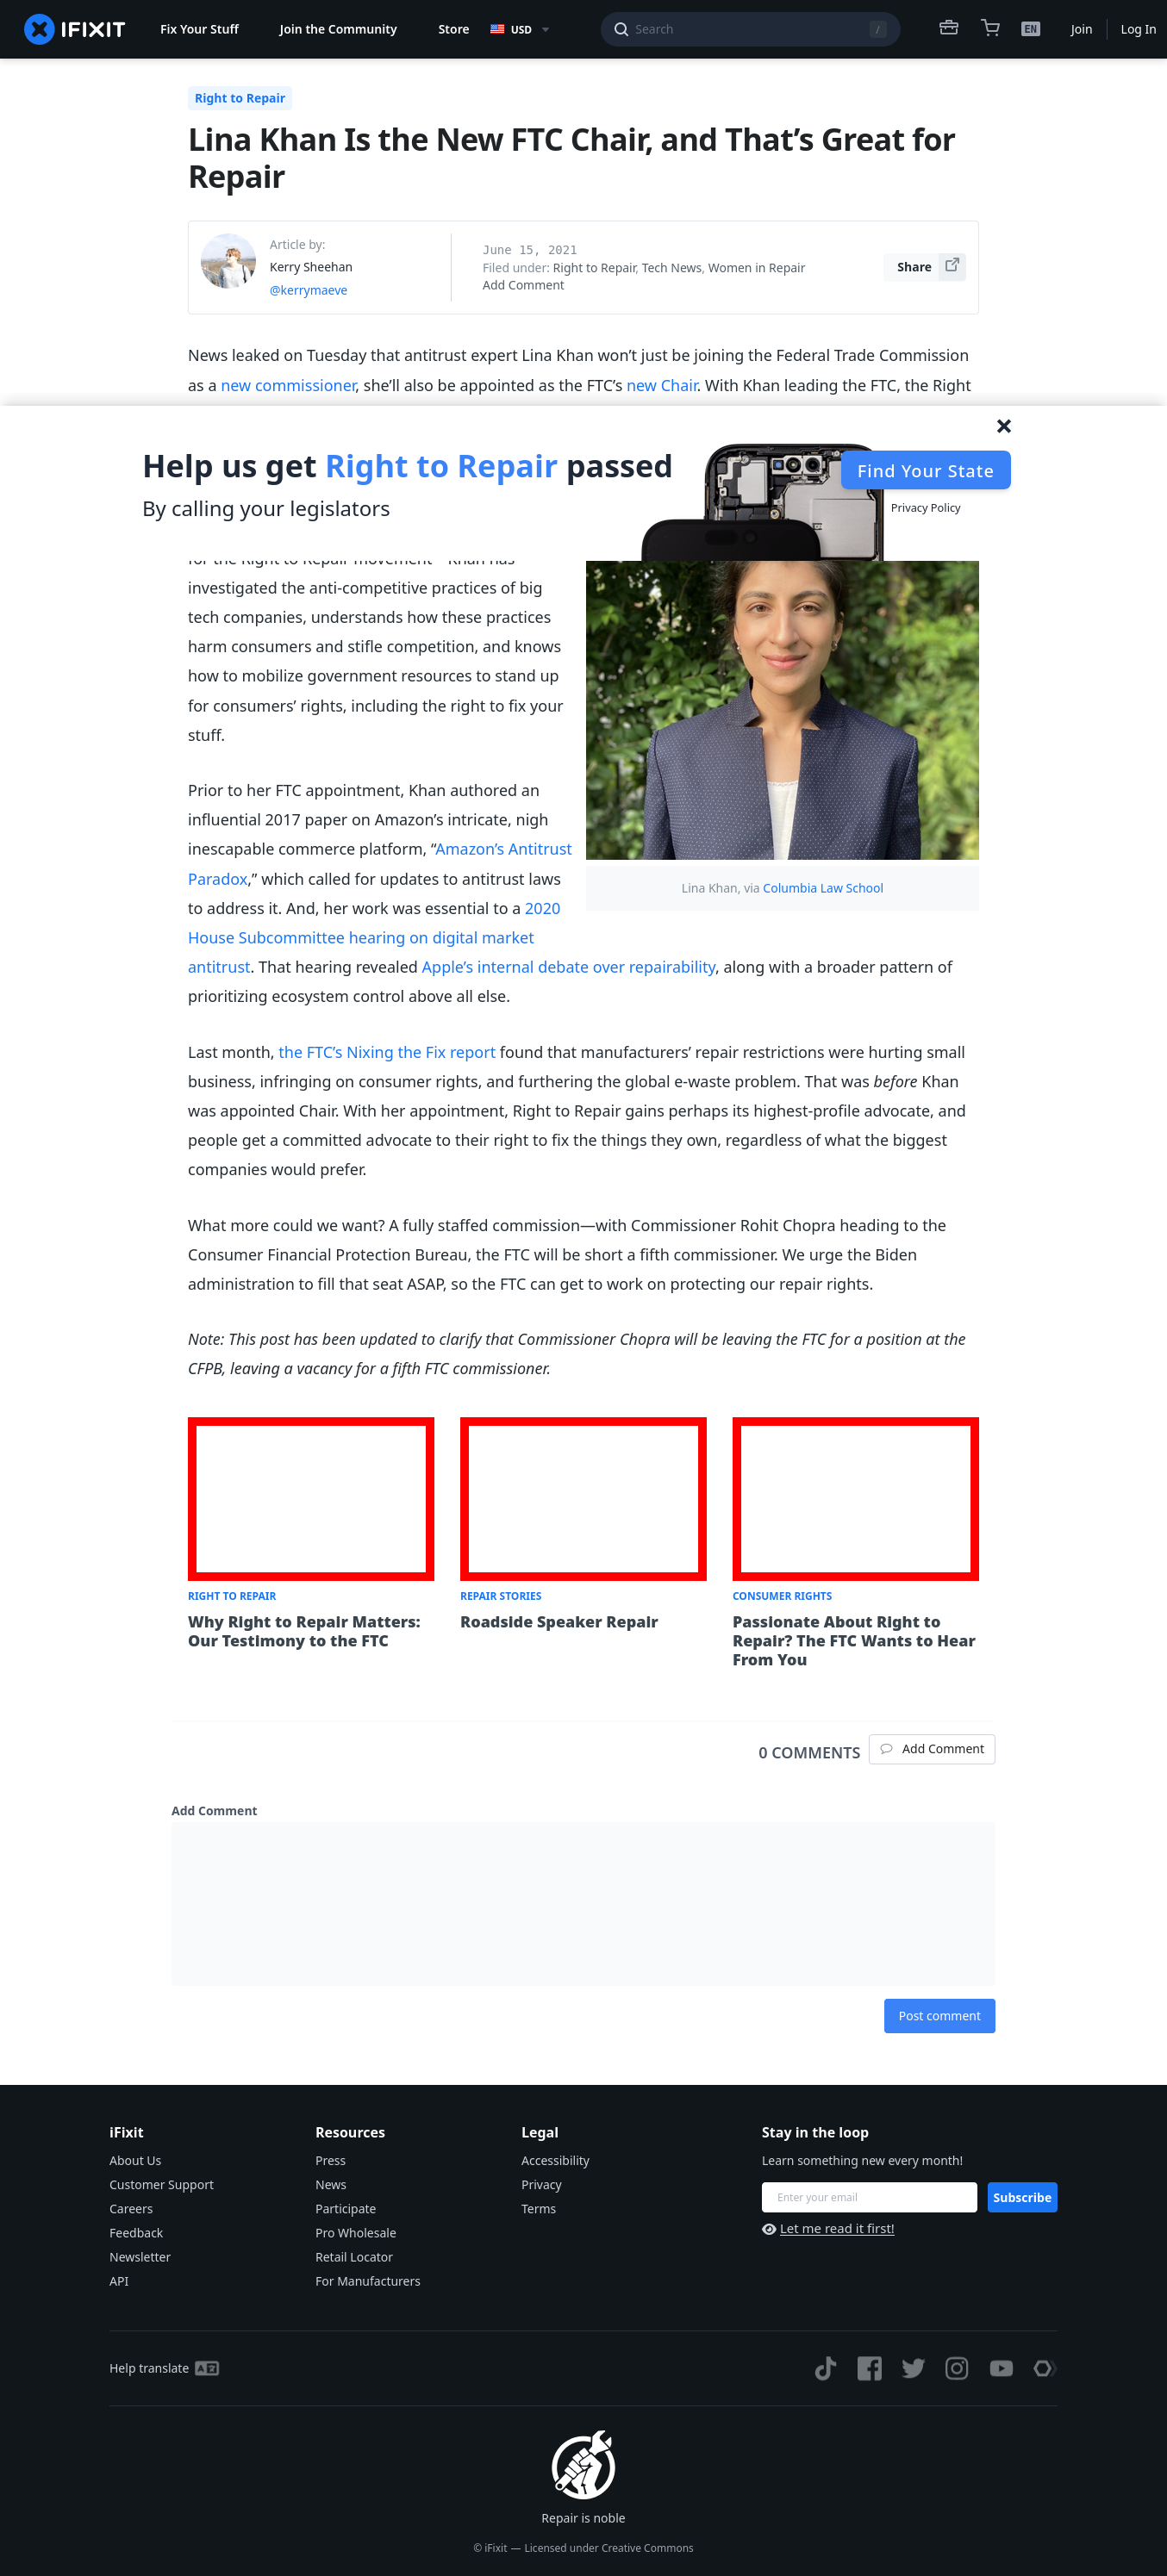 IFIXIT
Fix Your Stuff
Join the Community
Store
USD
Search
/
EN
Join
Log In
Right to Repair
Lina Khan Is the New FTC Chair, and That’s Great for
Repair
Article by:
Kerry Sheehan
@kerrymaeve
June 15, 2021
Filed under: Right to Repair, Tech News, Women in Repair
Add Comment
Share
News leaked on Tuesday that antitrust expert Lina Khan won’t just be joining the Federal Trade Commission
as a new commissioner, she’ll also be appointed as the FTC’s new Chair. With Khan leading the FTC, the Right
Help us get Right to Repair passed
By calling your legislators
Find Your State
Privacy Policy
for the Right to Repair movement—Khan has
investigated the anti-competitive practices of big
tech companies, understands how these practices
harm consumers and stifle competition, and knows
how to mobilize government resources to stand up
for consumers’ rights, including the right to fix your
stuff.
Prior to her FTC appointment, Khan authored an
influential 2017 paper on Amazon’s intricate, nigh
inescapable commerce platform, “Amazon’s Antitrust
Paradox,” which called for updates to antitrust laws
to address it. And, her work was essential to a 2020
House Subcommittee hearing on digital market
antitrust. That hearing revealed Apple’s internal debate over repairability, along with a broader pattern of
prioritizing ecosystem control above all else.
Lina Khan, via Columbia Law School
Last month, the FTC’s Nixing the Fix report found that manufacturers’ repair restrictions were hurting small
business, infringing on consumer rights, and furthering the global e-waste problem. That was before Khan
was appointed Chair. With her appointment, Right to Repair gains perhaps its highest-profile advocate, and
people get a committed advocate to their right to fix the things they own, regardless of what the biggest
companies would prefer.
What more could we want? A fully staffed commission—with Commissioner Rohit Chopra heading to the
Consumer Financial Protection Bureau, the FTC will be short a fifth commissioner. We urge the Biden
administration to fill that seat ASAP, so the FTC can get to work on protecting our repair rights.
Note: This post has been updated to clarify that Commissioner Chopra will be leaving the FTC for a position at the
CFPB, leaving a vacancy for a fifth FTC commissioner.
RIGHT TO REPAIR
Why Right to Repair Matters:
Our Testimony to the FTC
REPAIR STORIES
Roadside Speaker Repair
CONSUMER RIGHTS
Passionate About Right to
Repair? The FTC Wants to Hear
From You
0 COMMENTS
Add Comment
Add Comment
Post comment
iFixit
About Us
Customer Support
Careers
Feedback
Newsletter
API
Resources
Press
News
Participate
Pro Wholesale
Retail Locator
For Manufacturers
Legal
Accessibility
Privacy
Terms
Stay in the loop
Learn something new every month!
Enter your email
Subscribe
Let me read it first!
Help translate
Repair is noble
© iFixit — Licensed under Creative Commons